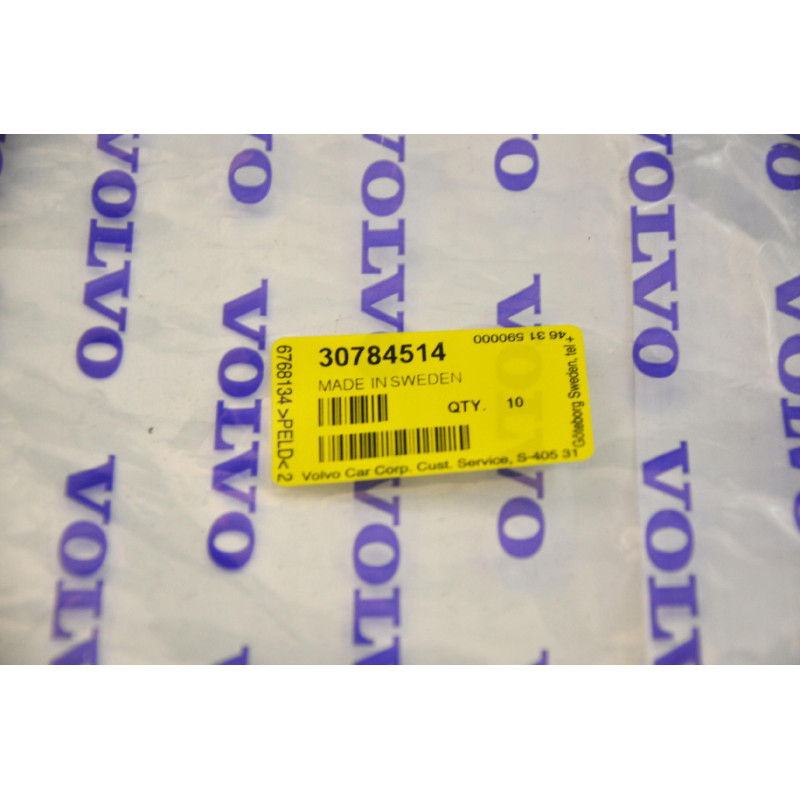 30784514
MADE IN SWEDEN
QTY. 10
Volvo Car Corp. Cust. Service, S-405 31
Göteborg Sweden, tel +
46 31 590000
6768134 >PELD< 2
VOLVO
VOLVO
VOLVO
VOLVO
VOLVO
VOLVO
VOLVO
VOLVO